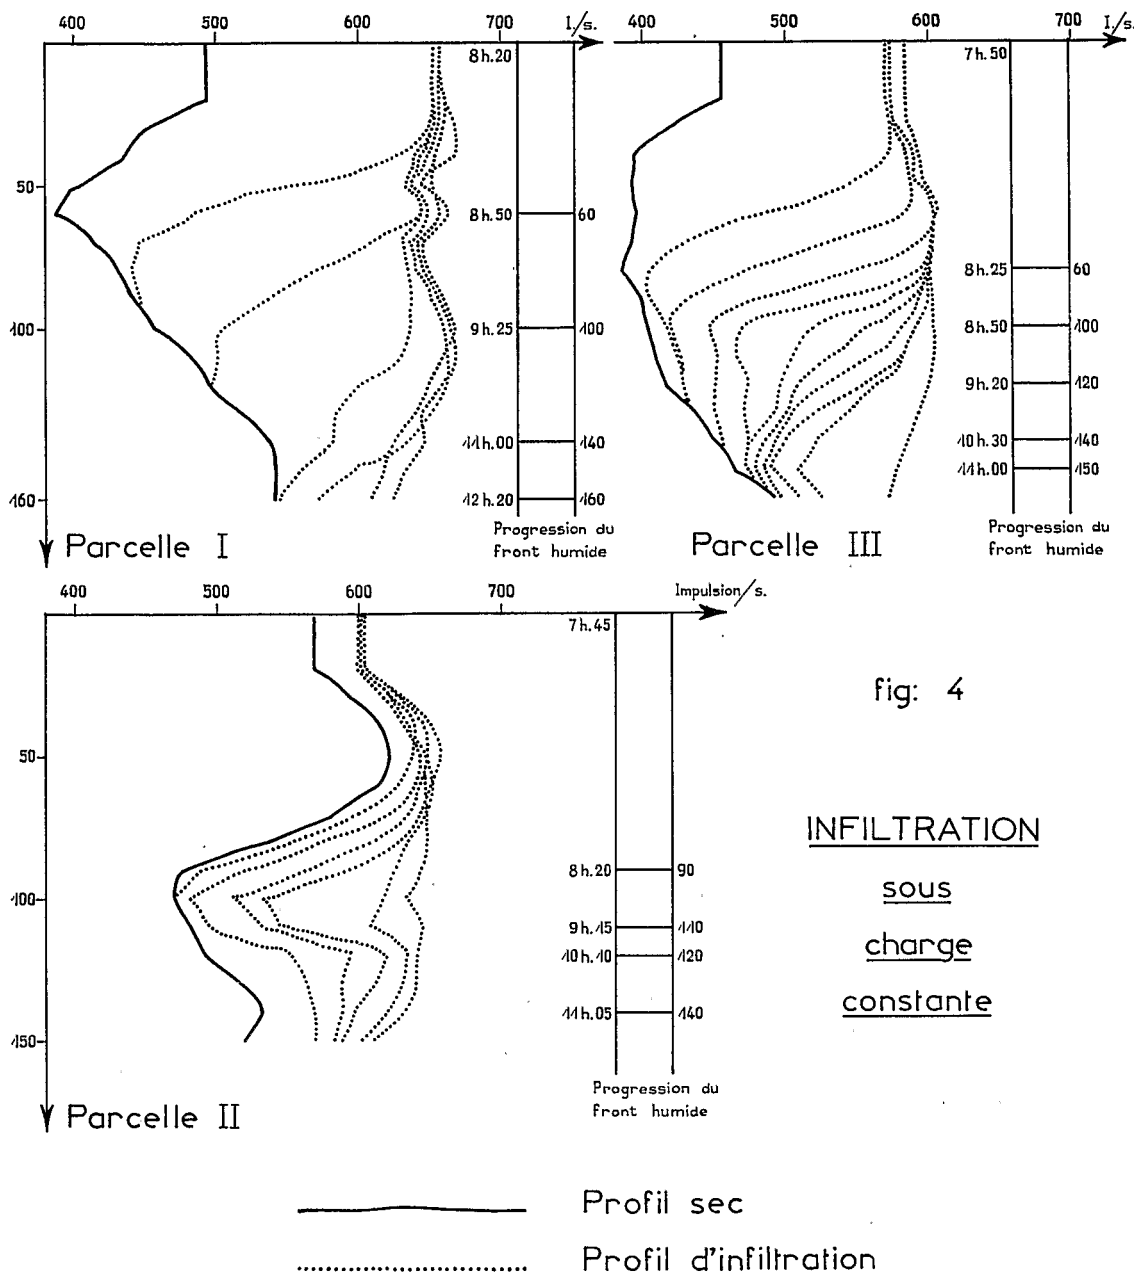 400 500 600 700 I./s.
8h.20
50
8h.50 60
100
9h.25 100
11h.00 140
160
12h.20 160
Progression du
front humide
Parcelle I
400 500 600 700 I./s.
7h.50
8h.25 60
8h.50 100
9h.20 120
10h.30 140
11h.00 150
Progression du
front humide
Parcelle III
400 500 600 700 Impulsion/s.
7h.45
50
8h.20 90
100
9h.15 110
10h.10 120
11h.05 140
150
Progression du
front humide
Parcelle II
fig: 4
INFILTRATION
sous
charge
constante
Profil sec
Profil d'infiltration